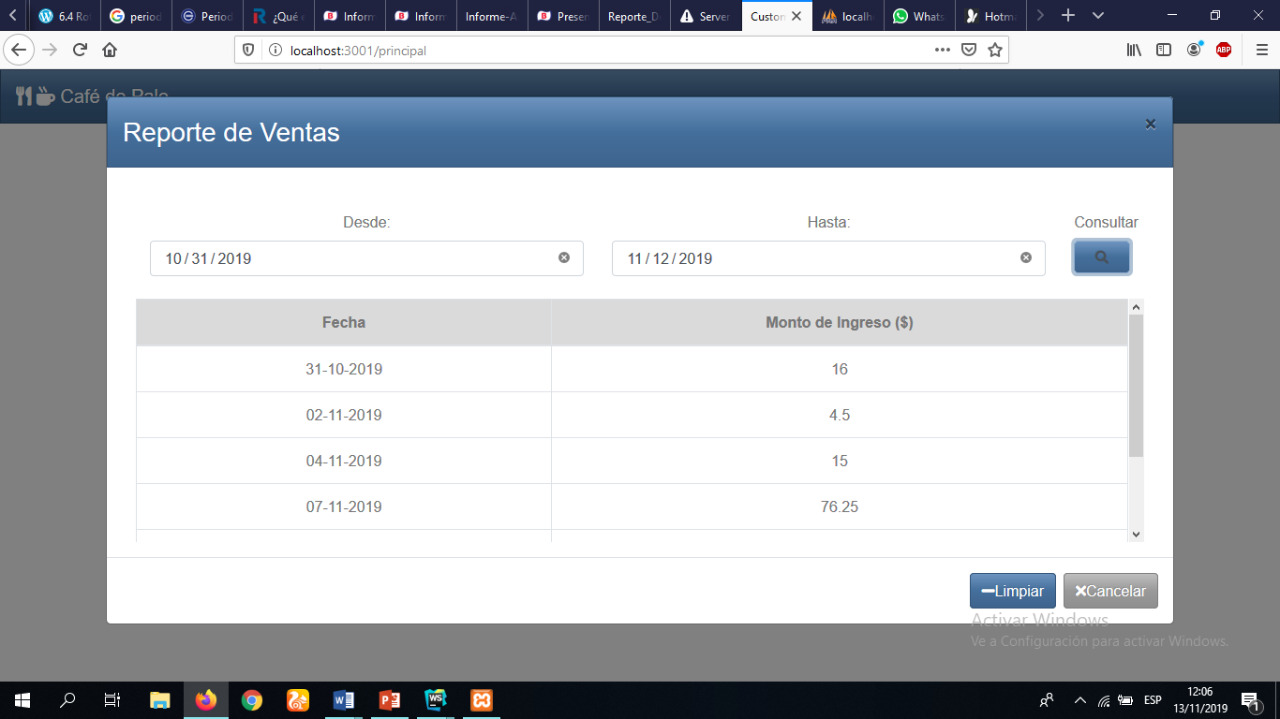 6.4 Ro
period
Period
¿Qué
Inform
Inform
Informe-A
Presen
Reporte_D
Server
Custom
localh
Whats
Hotm
localhost:3001/principal
ABP
Café de Palo
Reporte de Ventas
Desde:
Hasta:
Consultar
10/31/2019
11/12/2019
Fecha
Monto de Ingreso ($)
31-10-2019
16
02-11-2019
4.5
04-11-2019
15
07-11-2019
76.25
Limpiar
Cancelar
Activar Windows
Ve a Configuración para activar Windows.
ESP
12:06
13/11/2019
1